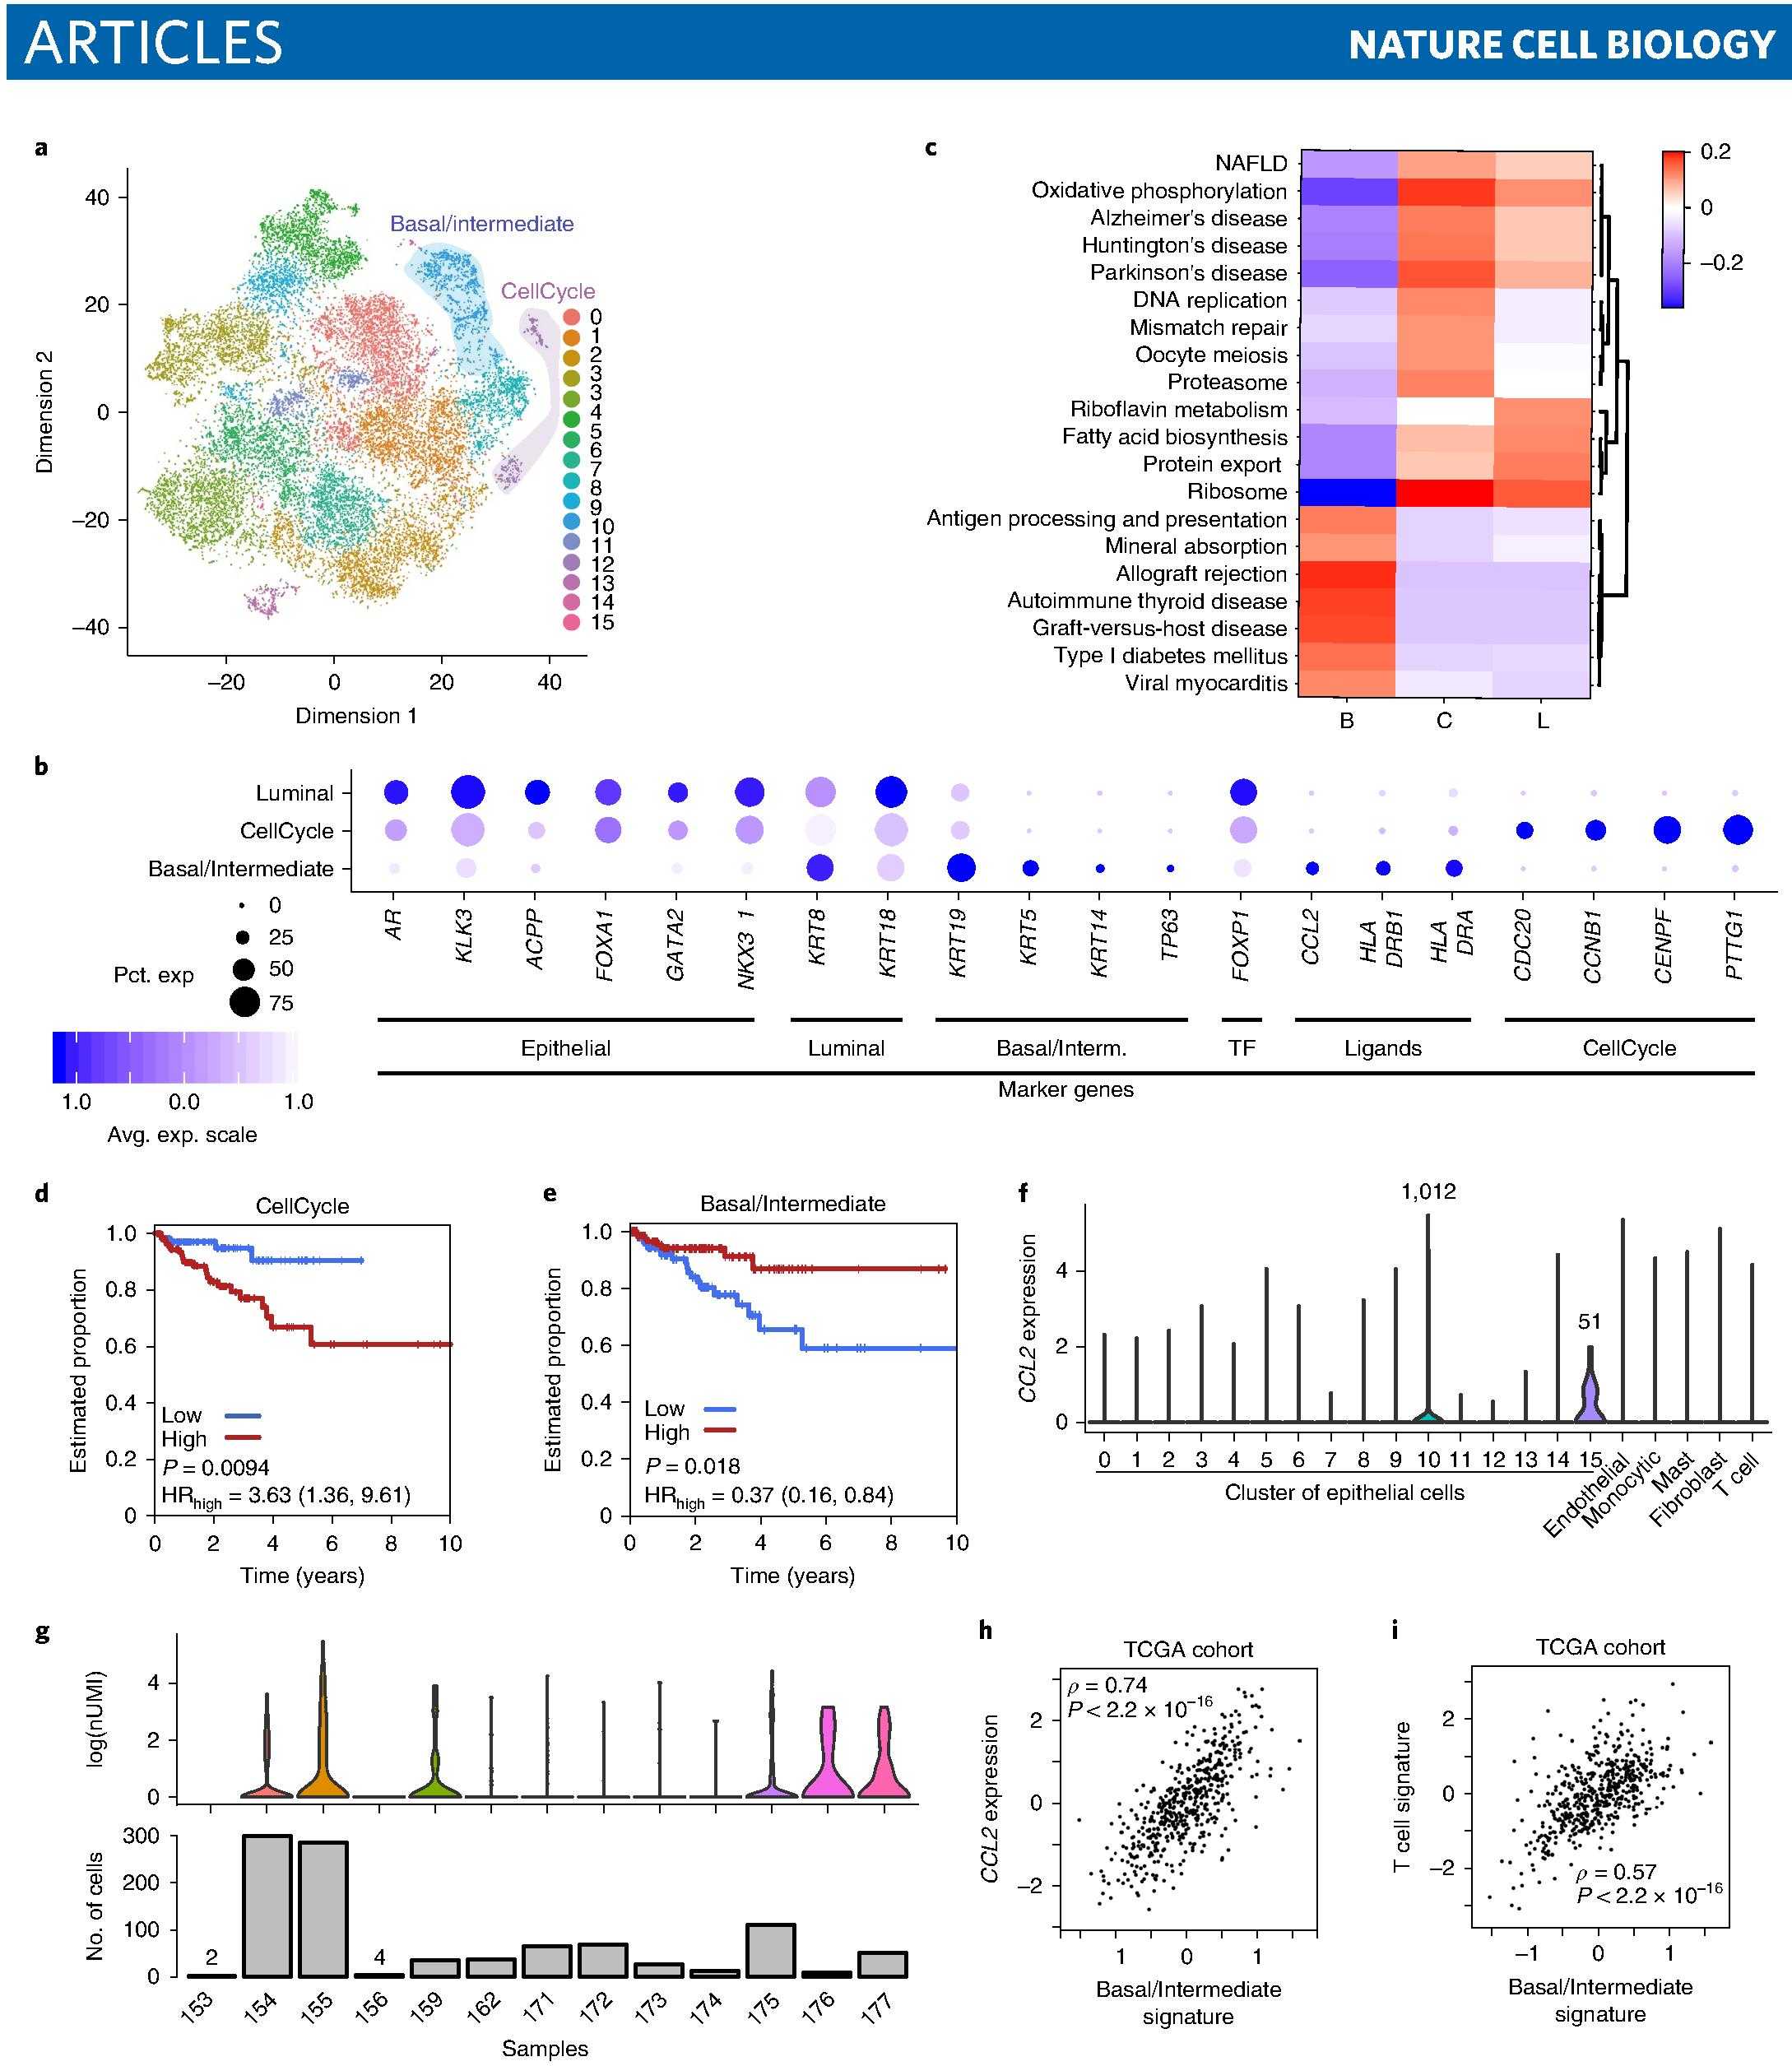 ARTICLES
NATURE CELL BIOLOGY
a
40
20
0
−20
−40
Dimension 2
−20 0 20 40
Dimension 1
Basal/intermediate
CellCycle
0
1
2
3
3
4
5
6
7
8
9
10
11
12
13
14
15
c
NAFLD
Oxidative phosphorylation
Alzheimer's disease
Huntington's disease
Parkinson's disease
DNA replication
Mismatch repair
Oocyte meiosis
Proteasome
Riboflavin metabolism
Fatty acid biosynthesis
Protein export
Ribosome
Antigen processing and presentation
Mineral absorption
Allograft rejection
Autoimmune thyroid disease
Graft-versus-host disease
Type I diabetes mellitus
Viral myocarditis
B C L
0.2
0
−0.2
b
Luminal
CellCycle
Basal/Intermediate
0
25
50
75
Pct. exp
1.0 0.0 1.0
Avg. exp. scale
AR
KLK3
ACPP
FOXA1
GATA2
NKX3 1
KRT8
KRT18
KRT19
KRT5
KRT14
TP63
FOXP1
CCL2
HLA
DRB1
HLA
DRA
CDC20
CCNB1
CENPF
PTTG1
Epithelial Luminal Basal/Interm. TF Ligands CellCycle
Marker genes
d
CellCycle
Estimated proportion
1.0
0.8
0.6
0.4
0.2
0
Low
High
P = 0.0094
HRhigh = 3.63 (1.36, 9.61)
0 2 4 6 8 10
Time (years)
e
Basal/Intermediate
Estimated proportion
1.0
0.8
0.6
0.4
0.2
0
Low
High
P = 0.018
HRhigh = 0.37 (0.16, 0.84)
0 2 4 6 8 10
Time (years)
f
1,012
51
CCL2 expression
4
2
0
0 1 2 3 4 5 6 7 8 9 10 11 12 13 14 15
Endothelial
Monocytic
Mast
Fibroblast
T cell
Cluster of epithelial cells
g
log(nUMI)
4
2
0
No. of cells
300
200
100
0
2
4
153 154 155 156 159 162 171 172 173 174 175 176 177
Samples
h
TCGA cohort
ρ = 0.74
P < 2.2 × 10−16
CCL2 expression
2
0
−2
1 0 1
Basal/Intermediate
signature
i
TCGA cohort
T cell signature
2
0
−2
ρ = 0.57
P < 2.2 × 10−16
−1 0 1
Basal/Intermediate
signature